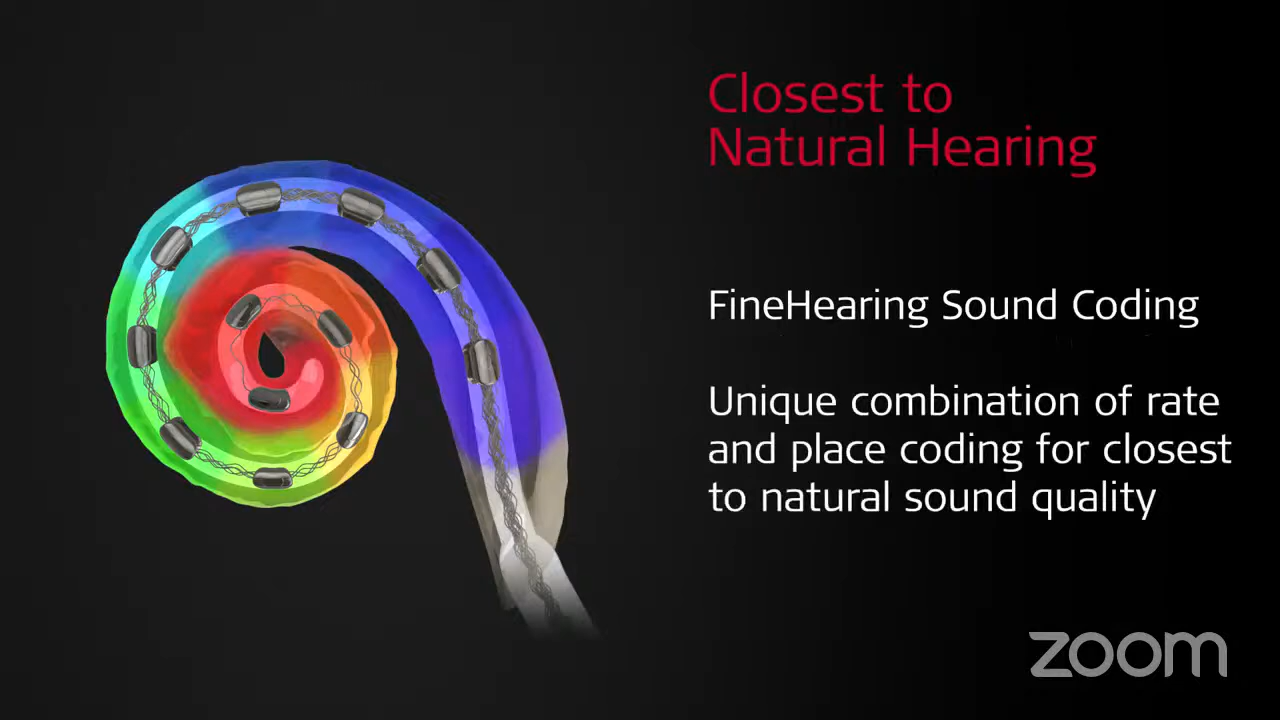 Closest to
Natural Hearing
FineHearing Sound Coding
Unique combination of rate
and place coding for closest
to natural sound quality
zoom